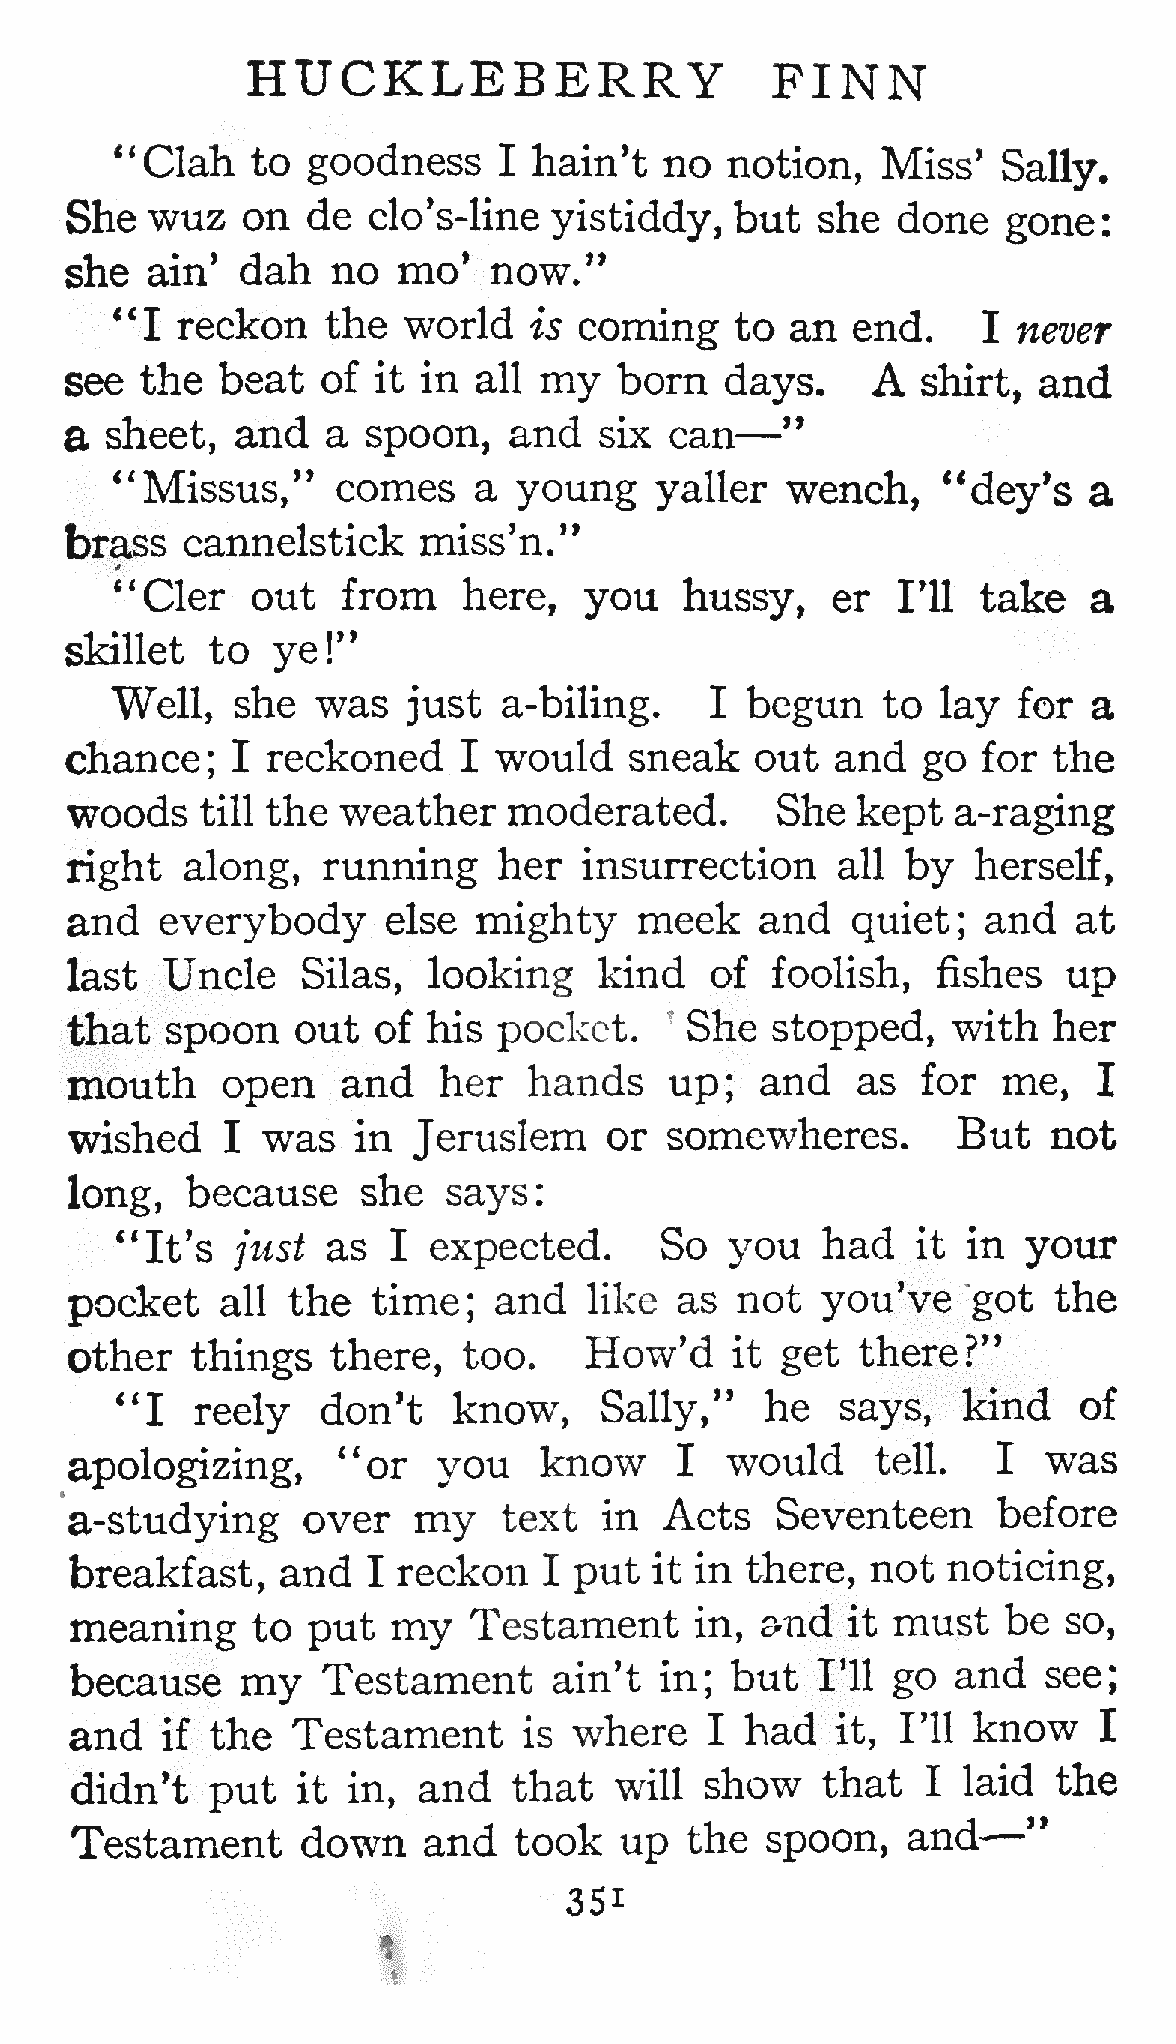 HUCKLEBERRY FINN
“Clah to goodness I hain’t no notion, Miss’ Sally.
She wuz on de clo’s-line yistiddy, but she done gone:
she ain’ dah no mo’ now.”
“I reckon the world is coming to an end. I never
see the beat of it in all my born days. A shirt, and
a sheet, and a spoon, and six can—”
“Missus,” comes a young yaller wench, “dey’s a
brass cannelstick miss’n.”
“Cler out from here, you hussy, er I’ll take a
skillet to ye!”
Well, she was just a-biling. I begun to lay for a
chance; I reckoned I would sneak out and go for the
woods till the weather moderated. She kept a-raging
right along, running her insurrection all by herself,
and everybody else mighty meek and quiet; and at
last Uncle Silas, looking kind of foolish, fishes up
that spoon out of his pocket. She stopped, with her
mouth open and her hands up; and as for me, I
wished I was in Jeruslem or somewheres. But not
long, because she says:
“It’s just as I expected. So you had it in your
pocket all the time; and like as not you’ve got the
other things there, too. How’d it get there?”
“I reely don’t know, Sally,” he says, kind of
apologizing, “or you know I would tell. I was
a-studying over my text in Acts Seventeen before
breakfast, and I reckon I put it in there, not noticing,
meaning to put my Testament in, and it must be so,
because my Testament ain’t in; but I’ll go and see;
and if the Testament is where I had it, I’ll know I
didn’t put it in, and that will show that I laid the
Testament down and took up the spoon, and—”
351